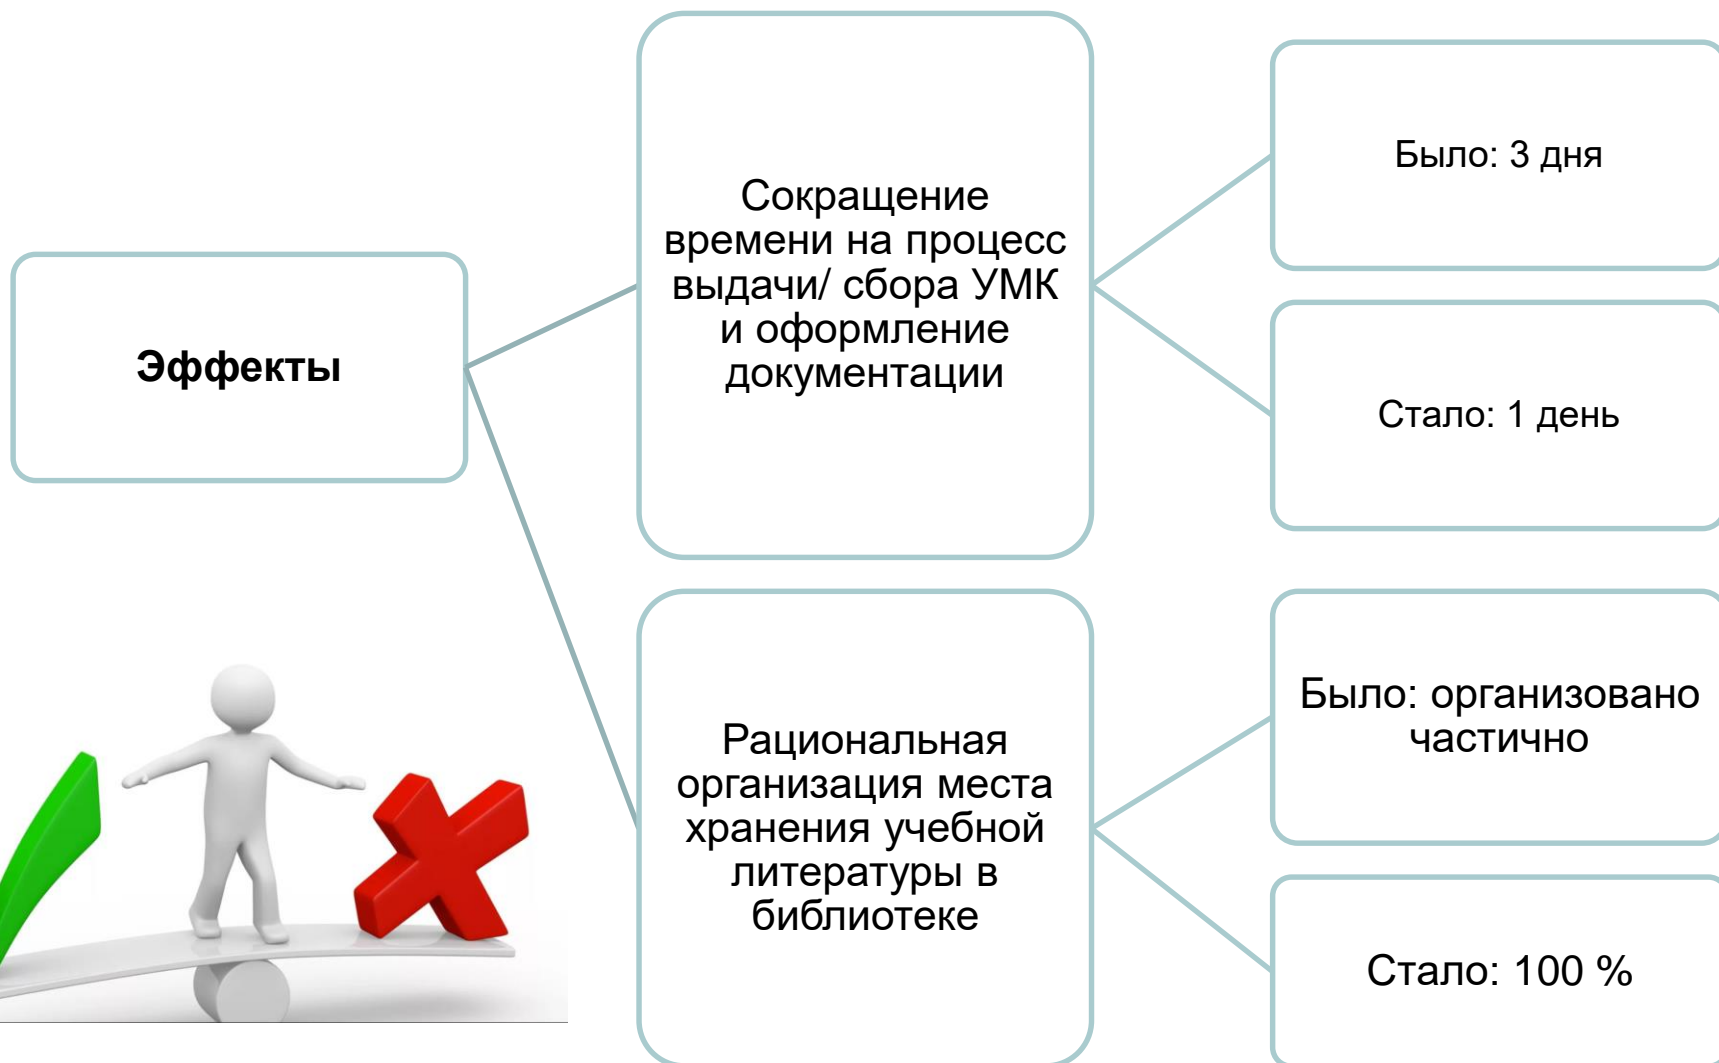 Эффекты
Сокращение
времени на процесс
выдачи/ сбора УМК
и оформление
документации
Было: 3 дня
Стало: 1 день
Рациональная
организация места
хранения учебной
литературы в
библиотеке
Было: организовано
частично
Стало: 100 %